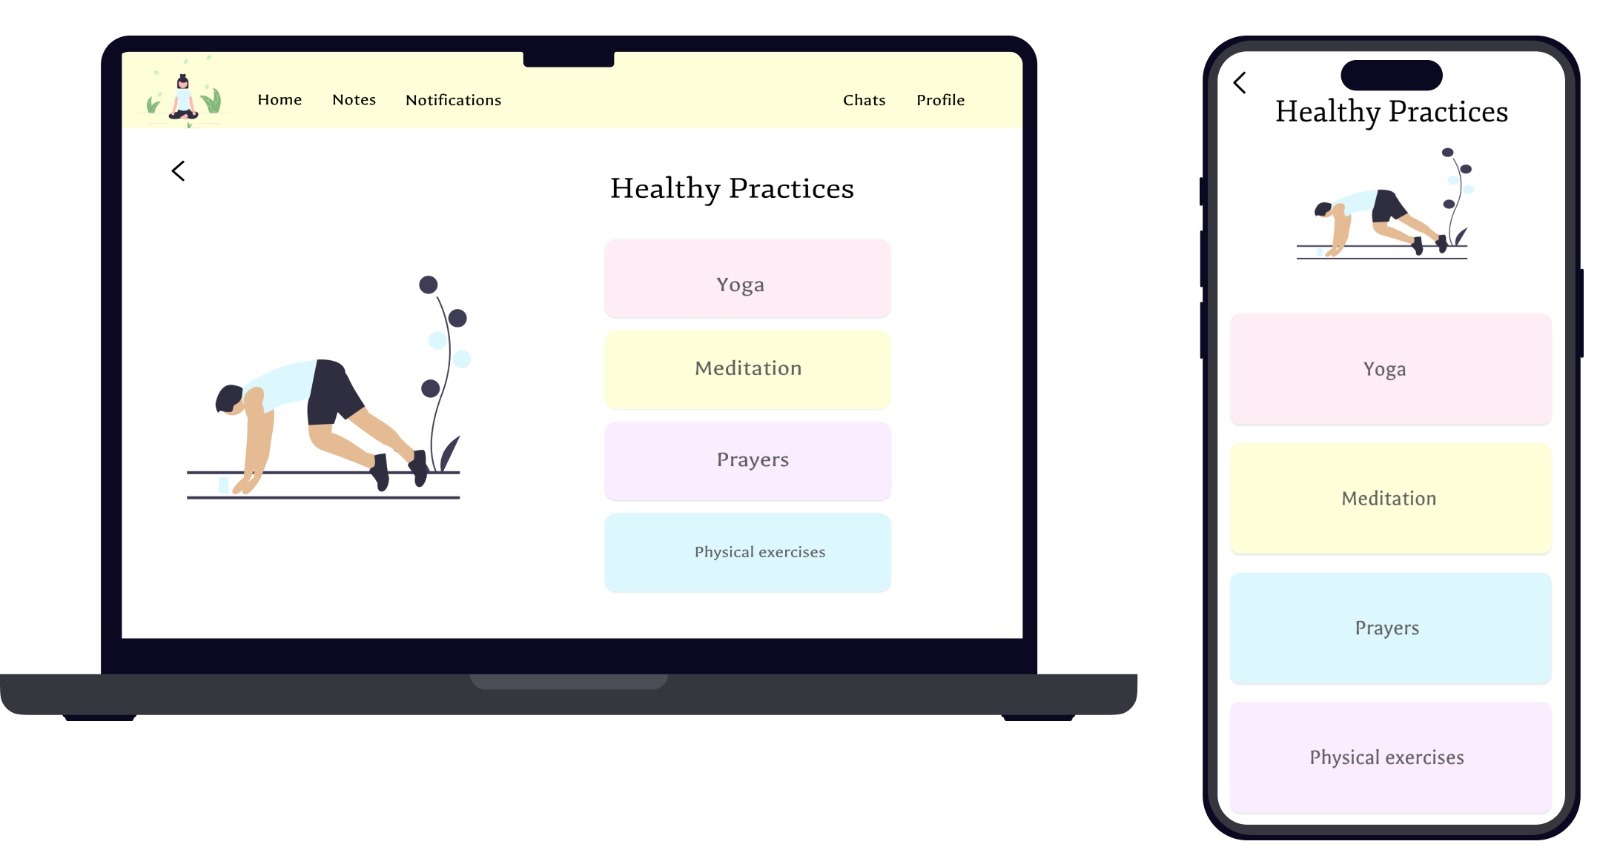 Home Notes Notifications Chats Profile
Healthy Practices
Yoga
Meditation
Prayers
Physical exercises
Healthy Practices
Yoga
Meditation
Prayers
Physical exercises